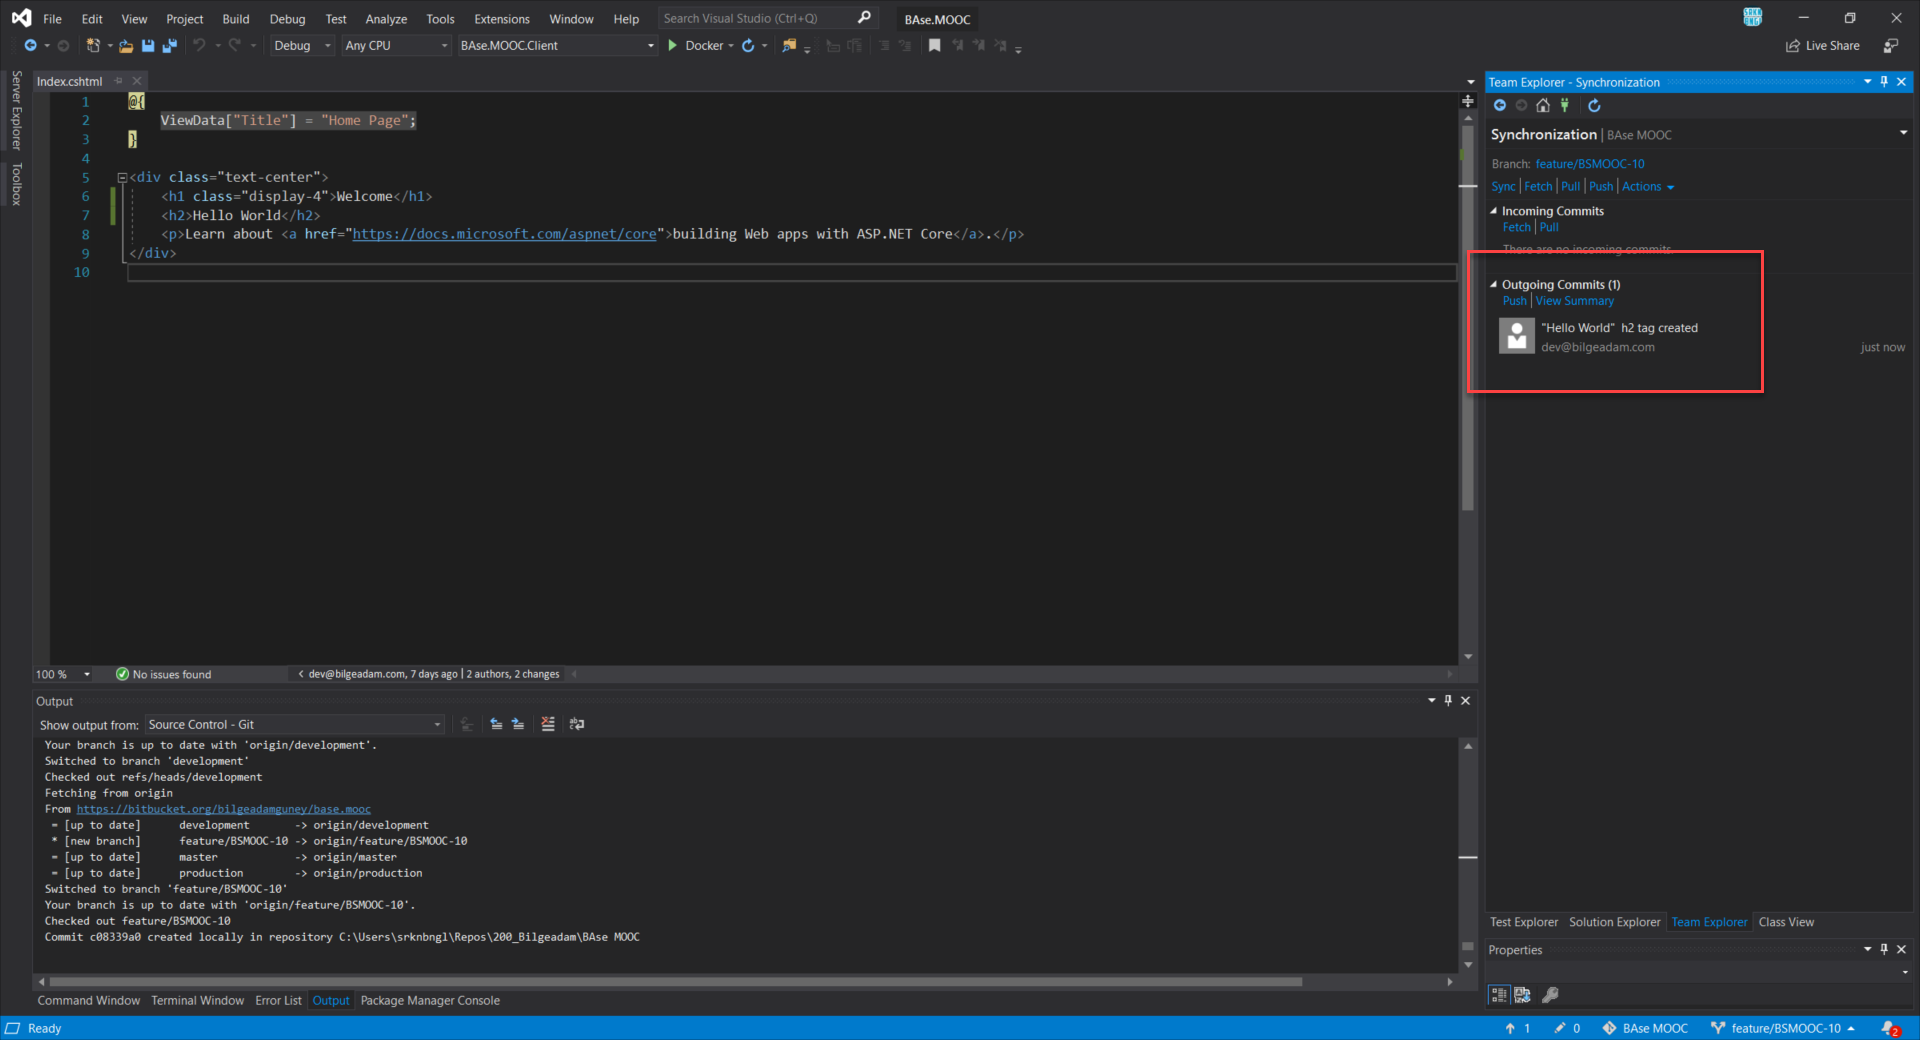 File Edit View Project Build Debug Test Analyze Tools Extensions Window Help Search Visual Studio (Ctrl+Q) BAse.MOOC
Debug Any CPU BAse.MOOC.Client Docker Live Share
Server Explorer
Toolbox
Index.cshtml
1 @{
2 ViewData["Title"] = "Home Page";
3 }
4
5 <div class="text-center">
6 <h1 class="display-4">Welcome</h1>
7 <h2>Hello World</h2>
8 <p>Learn about <a href="https://docs.microsoft.com/aspnet/core">building Web apps with ASP.NET Core</a>.</p>
9 </div>
10
100 % No issues found dev@bilgeadam.com, 7 days ago | 2 authors, 2 changes
Output
Show output from: Source Control - Git
Your branch is up to date with 'origin/development'.
Switched to branch 'development'
Checked out refs/heads/development
Fetching from origin
From https://bitbucket.org/bilgeadamguney/base.mooc
= [up to date] development -> origin/development
* [new branch] feature/BSMOOC-10 -> origin/feature/BSMOOC-10
= [up to date] master -> origin/master
= [up to date] production -> origin/production
Switched to branch 'feature/BSMOOC-10'
Your branch is up to date with 'origin/feature/BSMOOC-10'.
Checked out feature/BSMOOC-10
Commit c08339a0 created locally in repository C:\Users\srknbngl\Repos\200_Bilgeadam\BAse MOOC
Command Window Terminal Window Error List Output Package Manager Console
Team Explorer - Synchronization
Synchronization | BAse MOOC
Branch: feature/BSMOOC-10
Sync | Fetch | Pull | Push | Actions
Incoming Commits
Fetch | Pull
There are no incoming commits.
Outgoing Commits (1)
Push | View Summary
"Hello World" h2 tag created
dev@bilgeadam.com just now
Test Explorer Solution Explorer Team Explorer Class View
Properties
Ready 1 0 BAse MOOC feature/BSMOOC-10 2